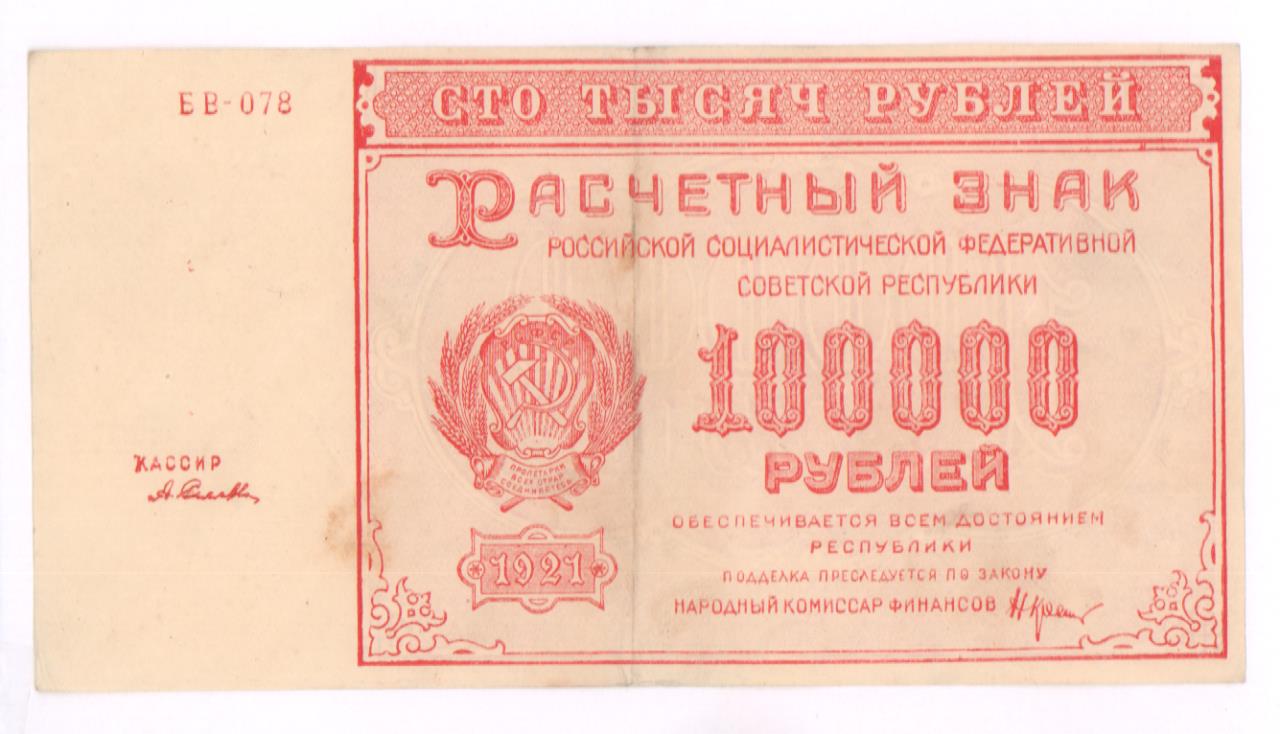 БВ-078
СТО ТЫСЯЧ РУБЛЕЙ
РАСЧЕТНЫЙ ЗНАК
РОССИЙСКОЙ СОЦИАЛИСТИЧЕСКОЙ ФЕДЕРАТИВНОЙ
СОВЕТСКОЙ РЕСПУБЛИКИ
100000
РУБЛЕЙ
КАССИР
ПРОЛЕТАРИИ
ВСЕХ СТРАН
СОЕДИНЯЙТЕСЬ
1921
ОБЕСПЕЧИВАЕТСЯ ВСЕМ ДОСТОЯНИЕМ
РЕСПУБЛИКИ
ПОДДЕЛКА ПРЕСЛЕДУЕТСЯ ПО ЗАКОНУ
НАРОДНЫЙ КОМИССАР ФИНАНСОВ